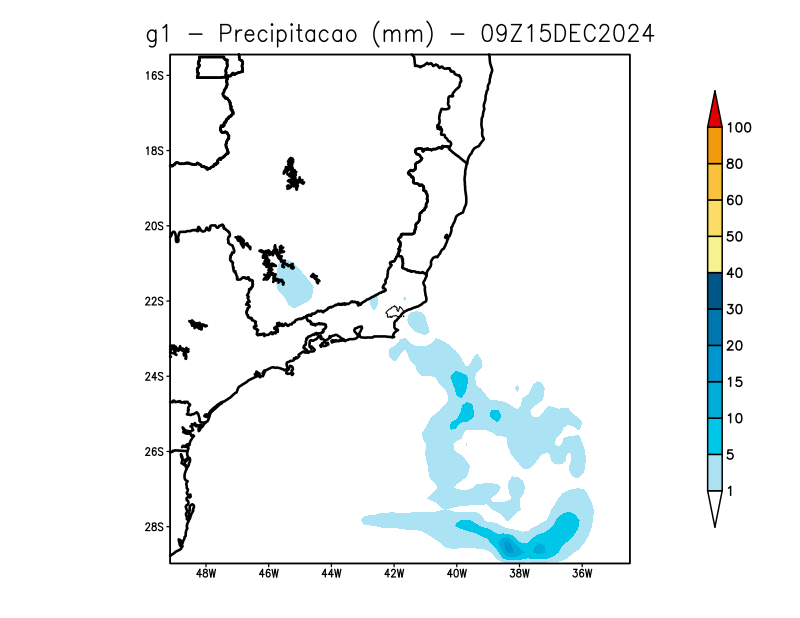 g1 – Precipitacao (mm) – 09Z15DEC2024
16S
18S
20S
22S
24S
26S
28S
48W 46W 44W 42W 40W 38W 36W
100
80
60
50
40
30
20
15
10
5
1